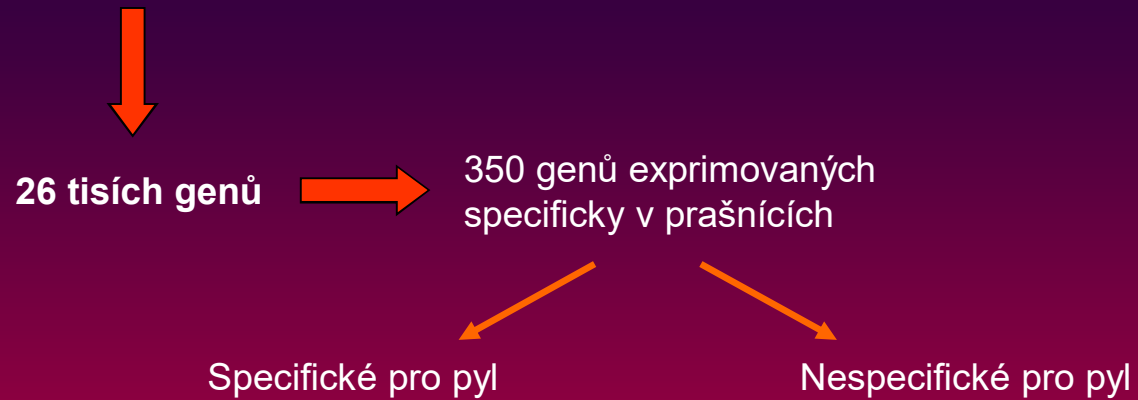 26 tisích genů
350 genů exprimovaných
specificky v prašnících
Specifické pro pyl
Nespecifické pro pyl